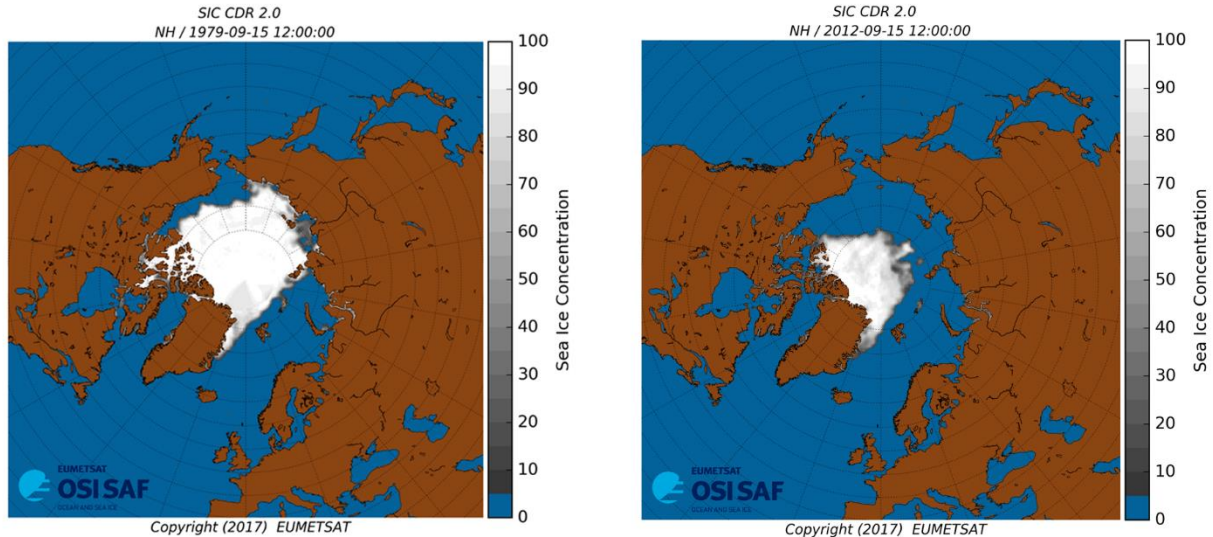 SIC CDR 2.0
NH / 1979-09-15 12:00:00
100
90
80
70
60
50
40
30
20
10
0
Sea Ice Concentration
EUMETSAT
OSI SAF
OCEAN AND SEA ICE
Copyright (2017) EUMETSAT
SIC CDR 2.0
NH / 2012-09-15 12:00:00
100
90
80
70
60
50
40
30
20
10
0
Sea Ice Concentration
EUMETSAT
OSI SAF
OCEAN AND SEA ICE
Copyright (2017) EUMETSAT